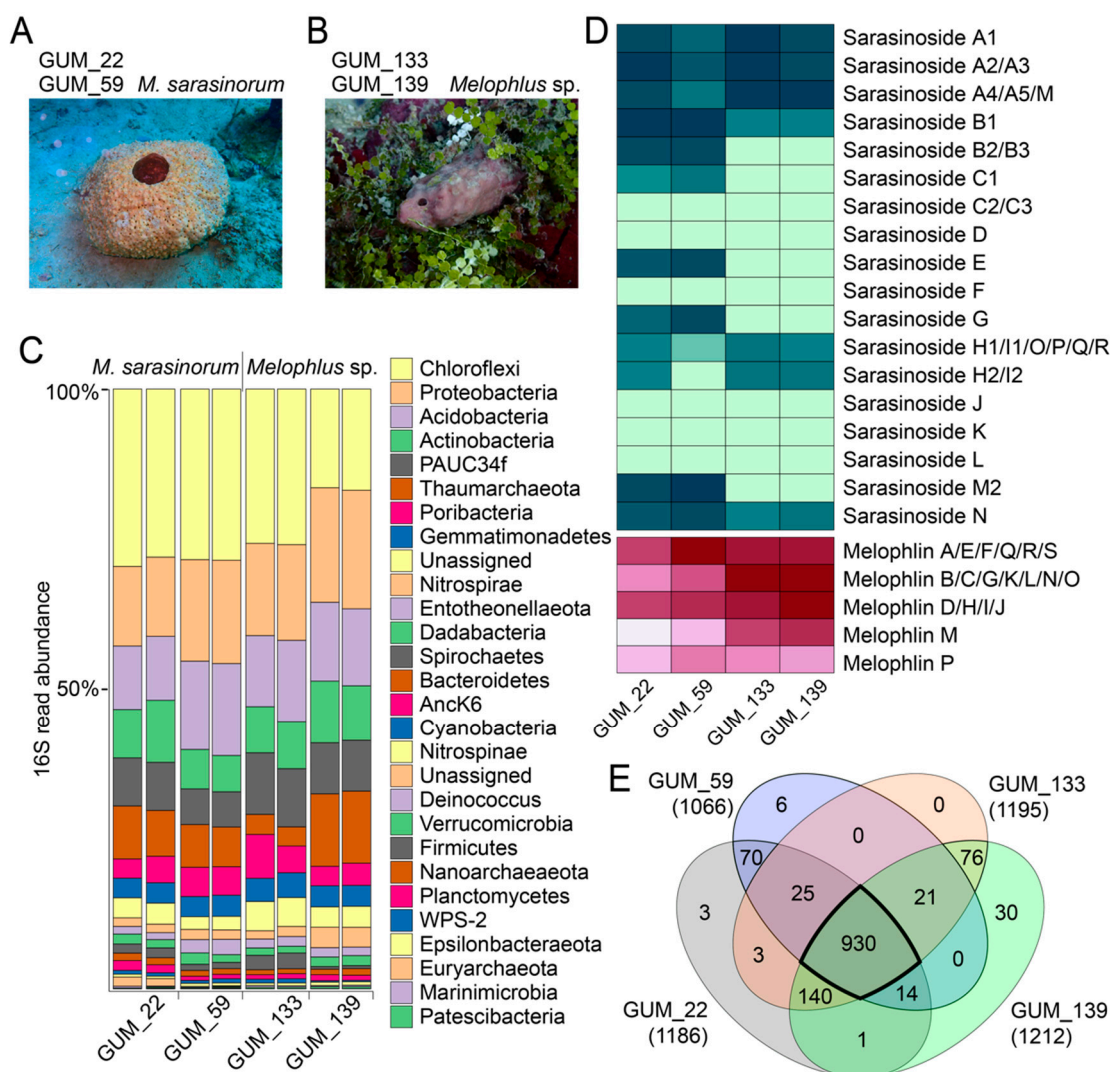 A
GUM_22
GUM_59 M. sarasinorum
B
GUM_133
GUM_139 Melophlus sp.
C
M. sarasinorum Melophlus sp.
100%
50%
16S read abundance
GUM_22
GUM_59
GUM_133
GUM_139
Chloroflexi
Proteobacteria
Acidobacteria
Actinobacteria
PAUC34f
Thaumarchaeota
Poribacteria
Gemmatimonadetes
Unassigned
Nitrospirae
Entotheonellaeota
Dadabacteria
Spirochaetes
Bacteroidetes
AncK6
Cyanobacteria
Nitrospinae
Unassigned
Deinococcus
Verrucomicrobia
Firmicutes
Nanoarchaeaeota
Planctomycetes
WPS-2
Epsilonbacteraeota
Euryarchaeota
Marinimicrobia
Patescibacteria
D
Sarasinoside A1
Sarasinoside A2/A3
Sarasinoside A4/A5/M
Sarasinoside B1
Sarasinoside B2/B3
Sarasinoside C1
Sarasinoside C2/C3
Sarasinoside D
Sarasinoside E
Sarasinoside F
Sarasinoside G
Sarasinoside H1/I1/O/P/Q/R
Sarasinoside H2/I2
Sarasinoside J
Sarasinoside K
Sarasinoside L
Sarasinoside M2
Sarasinoside N
Melophlin A/E/F/Q/R/S
Melophlin B/C/G/K/L/N/O
Melophlin D/H/I/J
Melophlin M
Melophlin P
GUM_22
GUM_59
GUM_133
GUM_139
E
GUM_59
(1066)
GUM_133
(1195)
6
0
0
70
76
25
21
3
30
930
3
0
140
14
1
GUM_22
(1186)
GUM_139
(1212)